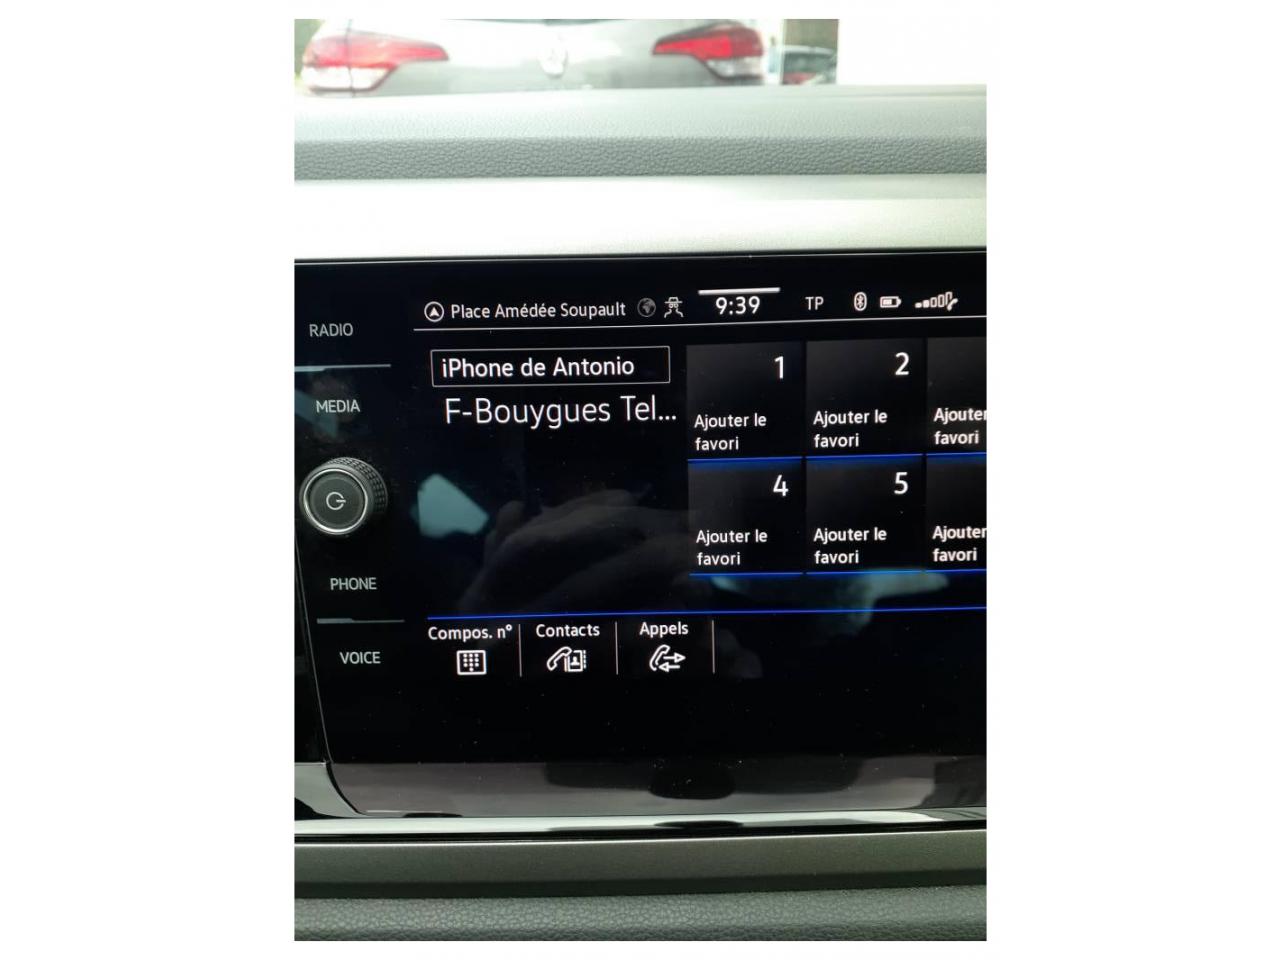 Place Amédée Soupault
9:39
TP
RADIO
MEDIA
PHONE
VOICE
iPhone de Antonio
F-Bouygues Tel...
1
Ajouter le
favori
2
Ajouter le
favori
Ajouter
favori
4
Ajouter le
favori
5
Ajouter le
favori
Ajouter
favori
Compos. n°
Contacts
Appels